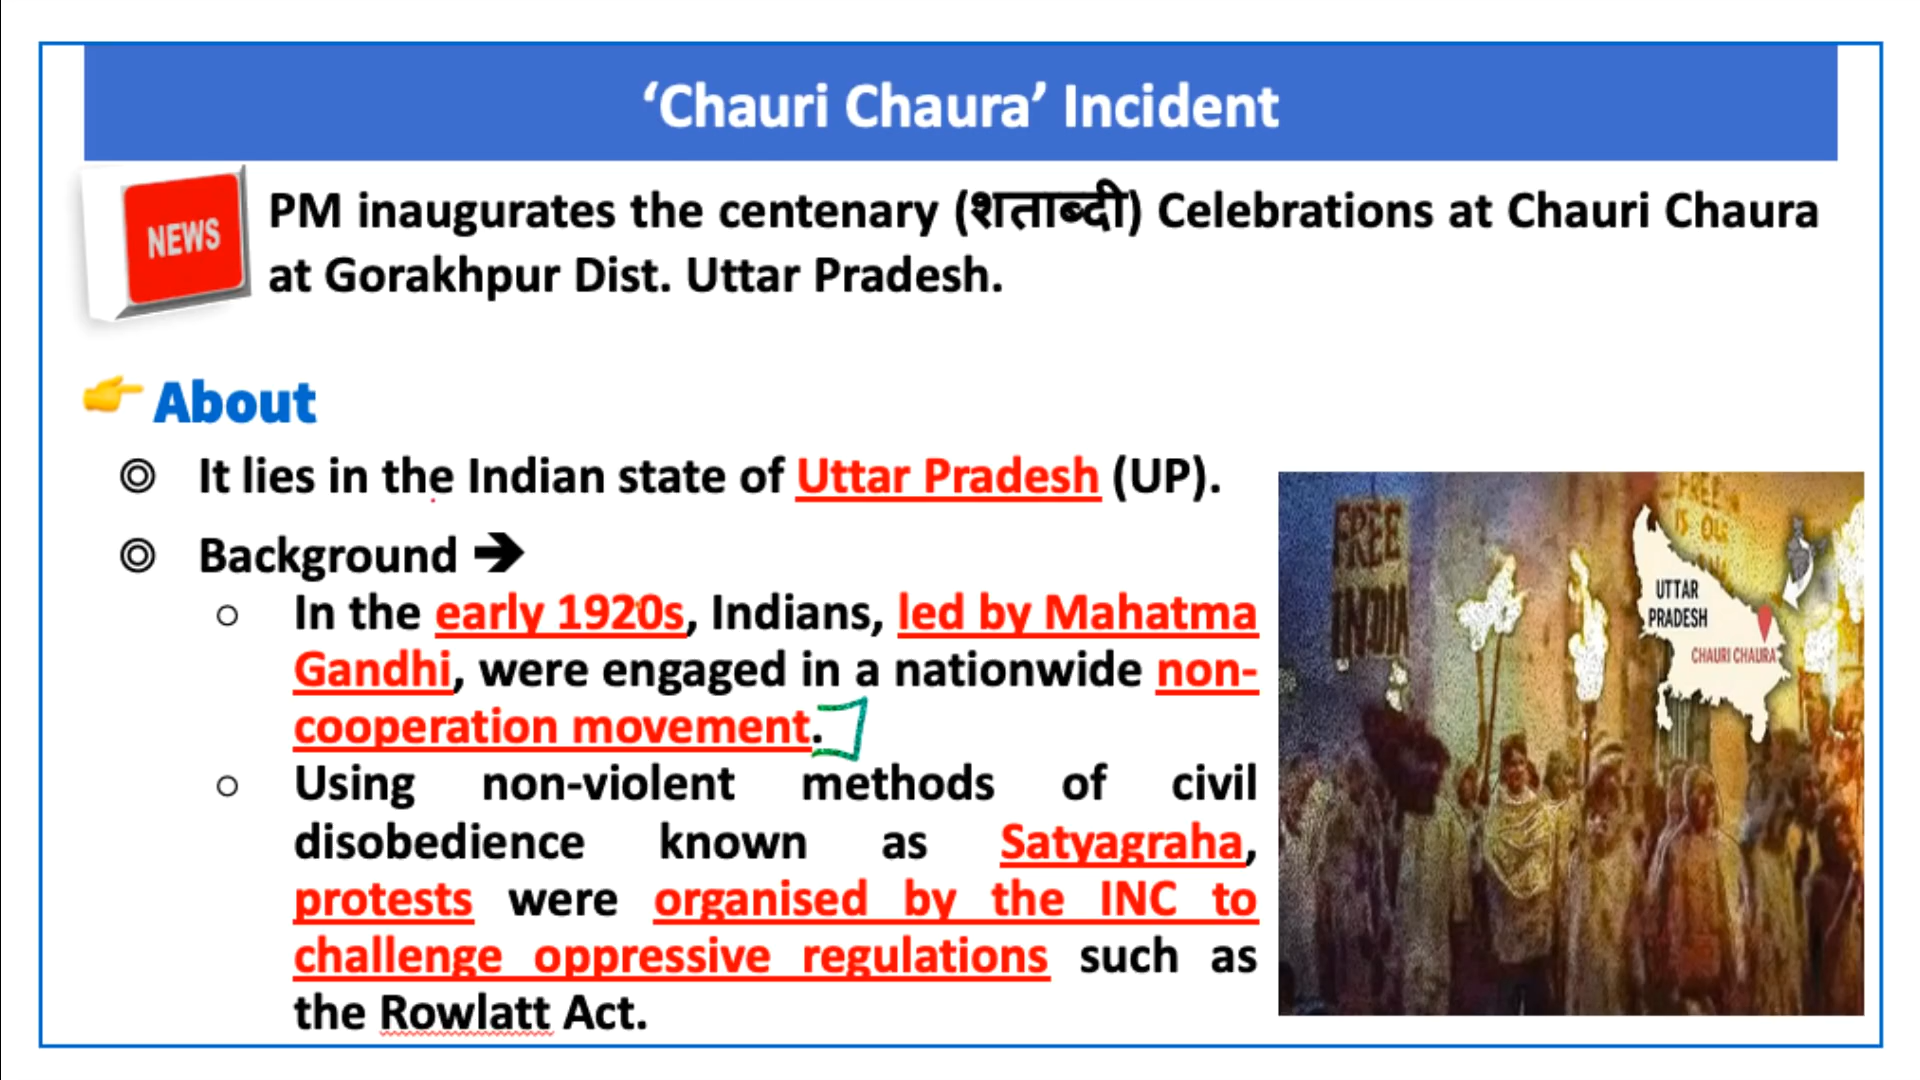 ‘Chauri Chaura’ Incident
NEWS
PM inaugurates the centenary (शताब्दी) Celebrations at Chauri Chaura
at Gorakhpur Dist. Uttar Pradesh.
About
It lies in the Indian state of Uttar Pradesh (UP).
Background ➔
In the early 1920s, Indians, led by Mahatma
Gandhi, were engaged in a nationwide non-
cooperation movement.
Using non-violent methods of civil
disobedience known as Satyagraha,
protests were organised by the INC to
challenge oppressive regulations such as
the Rowlatt Act.
FREE
INDIA
FREE
IS OUR
UTTAR
PRADESH
CHAURI CHAURA